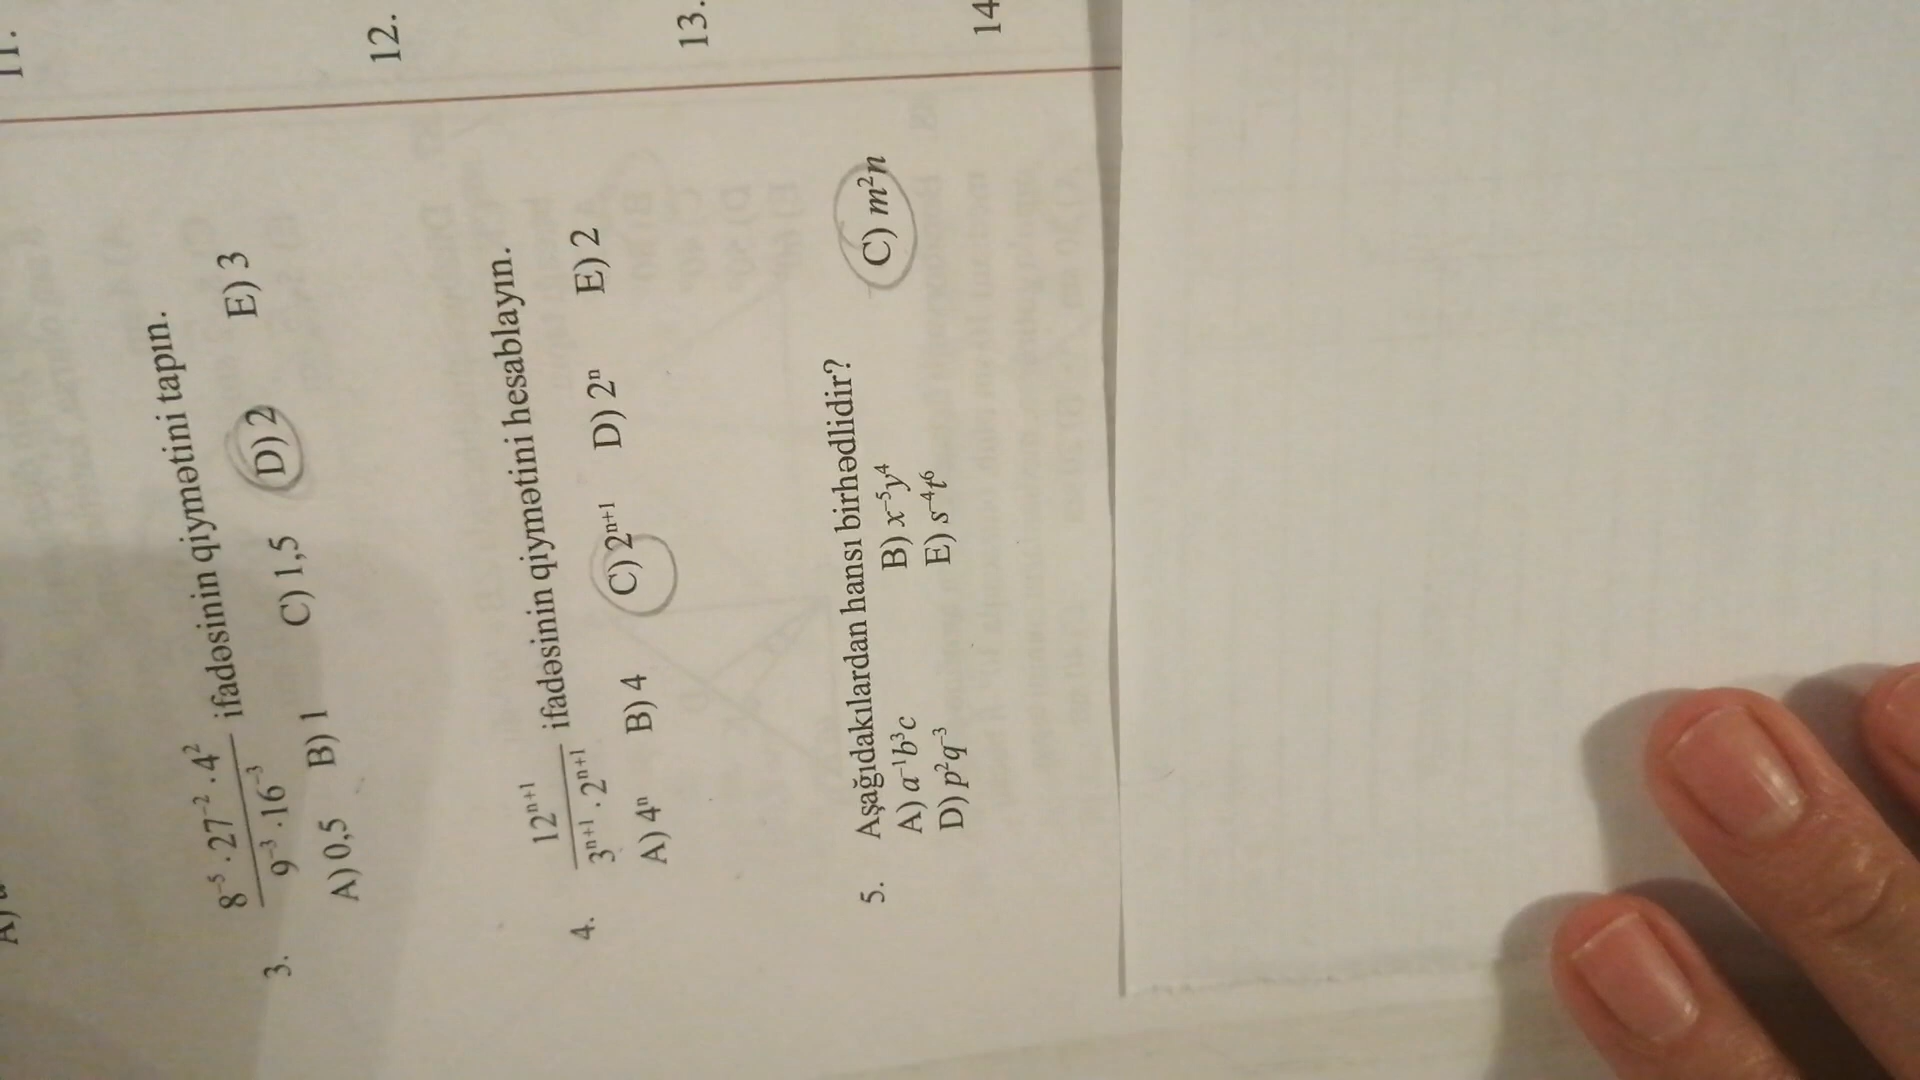 3. 8⁻⁵ · 27⁻² · 4² / 9⁻³ · 16⁻³ ifadəsinin qiymətini tapın.
A) 0,5 B) 1 C) 1,5 D) 2 E) 3
4. 12ⁿ⁺¹ / 3ⁿ⁺¹ · 2ⁿ⁺¹ ifadəsinin qiymətini hesablayın.
A) 4ⁿ B) 4 C) 2ⁿ⁺¹ D) 2ⁿ E) 2
5. Aşağıdakılardan hansı birhədlidir?
A) a⁻¹b³c B) x⁻⁵y⁴ C) m²n
D) p²q⁻³ E) s⁻⁴t⁶
11.
12.
13.
14